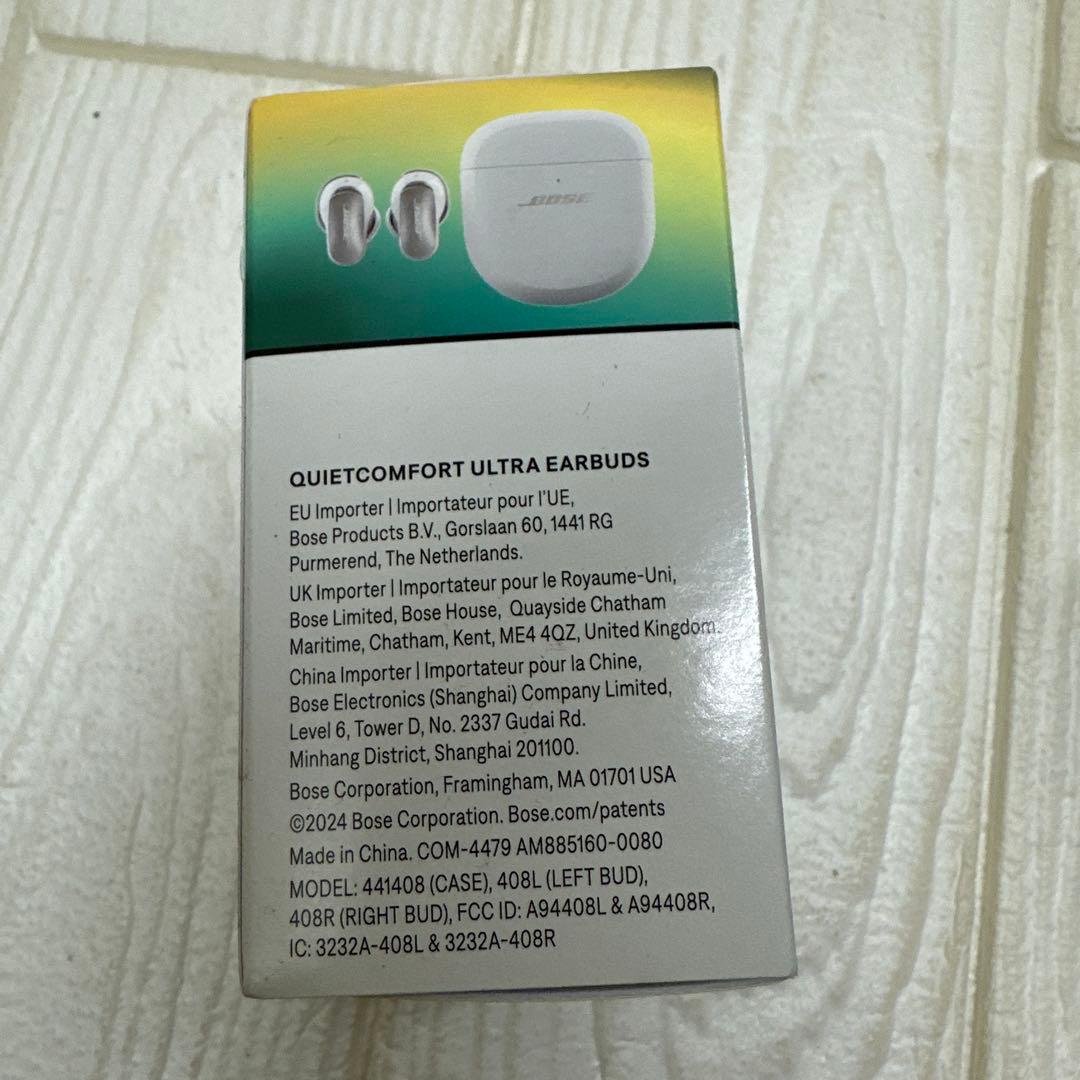 BOSE
QUIETCOMFORT ULTRA EARBUDS
EU Importer | Importateur pour l'UE,
Bose Products B.V., Gorslaan 60, 1441 RG
Purmerend, The Netherlands.
UK Importer | Importateur pour le Royaume-Uni,
Bose Limited, Bose House, Quayside Chatham
Maritime, Chatham, Kent, ME4 4QZ, United Kingdom.
China Importer | Importateur pour la Chine,
Bose Electronics (Shanghai) Company Limited,
Level 6, Tower D, No. 2337 Gudai Rd.
Minhang District, Shanghai 201100.
Bose Corporation, Framingham, MA 01701 USA
©2024 Bose Corporation. Bose.com/patents
Made in China. COM-4479 AM885160-0080
MODEL: 441408 (CASE), 408L (LEFT BUD),
408R (RIGHT BUD), FCC ID: A94408L & A94408R,
IC: 3232A-408L & 3232A-408R